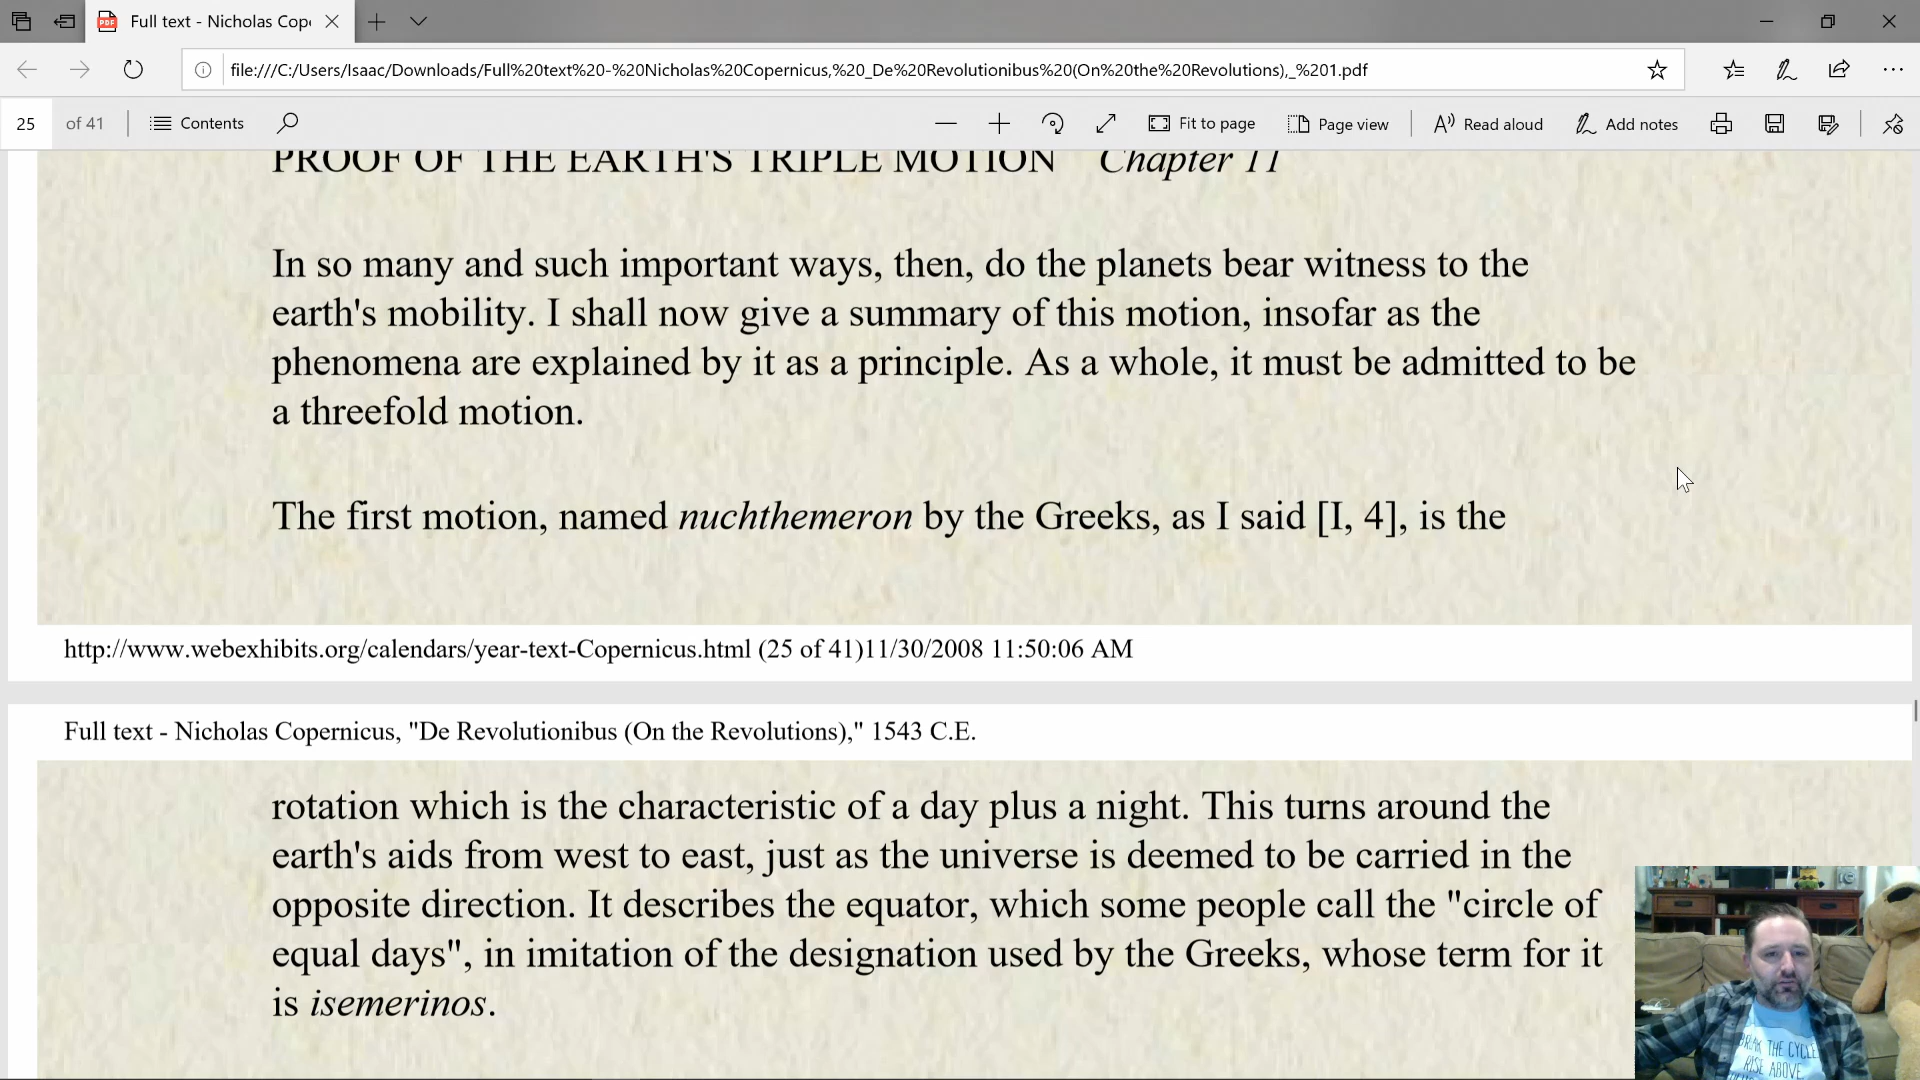 Full text - Nicholas Cop
file:///C:/Users/Isaac/Downloads/Full%20text%20-%20Nicholas%20Copernicus,%20_De%20Revolutionibus%20(On%20the%20Revolutions),_%201.pdf
25 of 41 Contents Fit to page Page view Read aloud Add notes
PROOF OF THE EARTH'S TRIPLE MOTION Chapter 11
In so many and such important ways, then, do the planets bear witness to the
earth's mobility. I shall now give a summary of this motion, insofar as the
phenomena are explained by it as a principle. As a whole, it must be admitted to be
a threefold motion.
The first motion, named nuchthemeron by the Greeks, as I said [I, 4], is the
http://www.webexhibits.org/calendars/year-text-Copernicus.html (25 of 41)11/30/2008 11:50:06 AM
Full text - Nicholas Copernicus, "De Revolutionibus (On the Revolutions)," 1543 C.E.
rotation which is the characteristic of a day plus a night. This turns around the
earth's aids from west to east, just as the universe is deemed to be carried in the
opposite direction. It describes the equator, which some people call the "circle of
equal days", in imitation of the designation used by the Greeks, whose term for it
is isemerinos.
BREAK THE CYCLE
RISE ABOVE